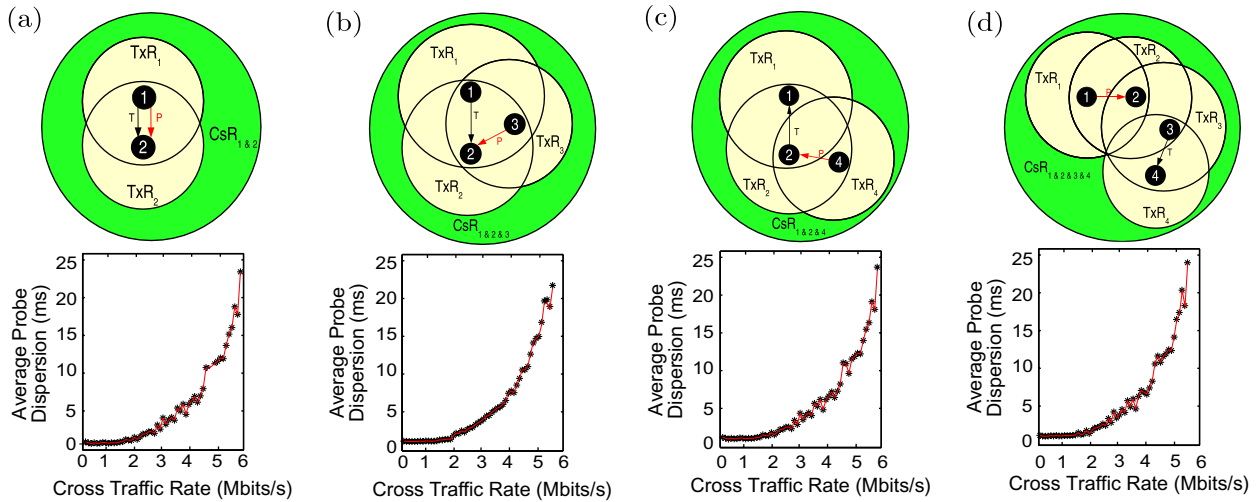 (a)
TxR1
1
T
P
2
CsR1 & 2
TxR2
25
20
15
10
5
0
0 1 2 3 4 5 6
Average Probe
Dispersion (ms)
Cross Traffic Rate (Mbits/s)
(b)
TxR1
1
T
3
P
2
TxR3
TxR2
CsR1 & 2 & 3
25
20
15
10
5
0
0 1 2 3 4 5 6
Average Probe
Dispersion (ms)
Cross Traffic Rate (Mbits/s)
(c)
TxR1
1
T
P
2
4
TxR2
TxR4
CsR1 & 2 & 4
25
20
15
10
5
0
0 1 2 3 4 5 6
Average Probe
Dispersion (ms)
Cross Traffic Rate (Mbits/s)
(d)
TxR1
TxR2
1
P
2
3
TxR3
T
4
CsR1 & 2 & 3 & 4
TxR4
25
20
15
10
5
0
0 1 2 3 4 5 6
Average Probe
Dispersion (ms)
Cross Traffic Rate (Mbits/s)